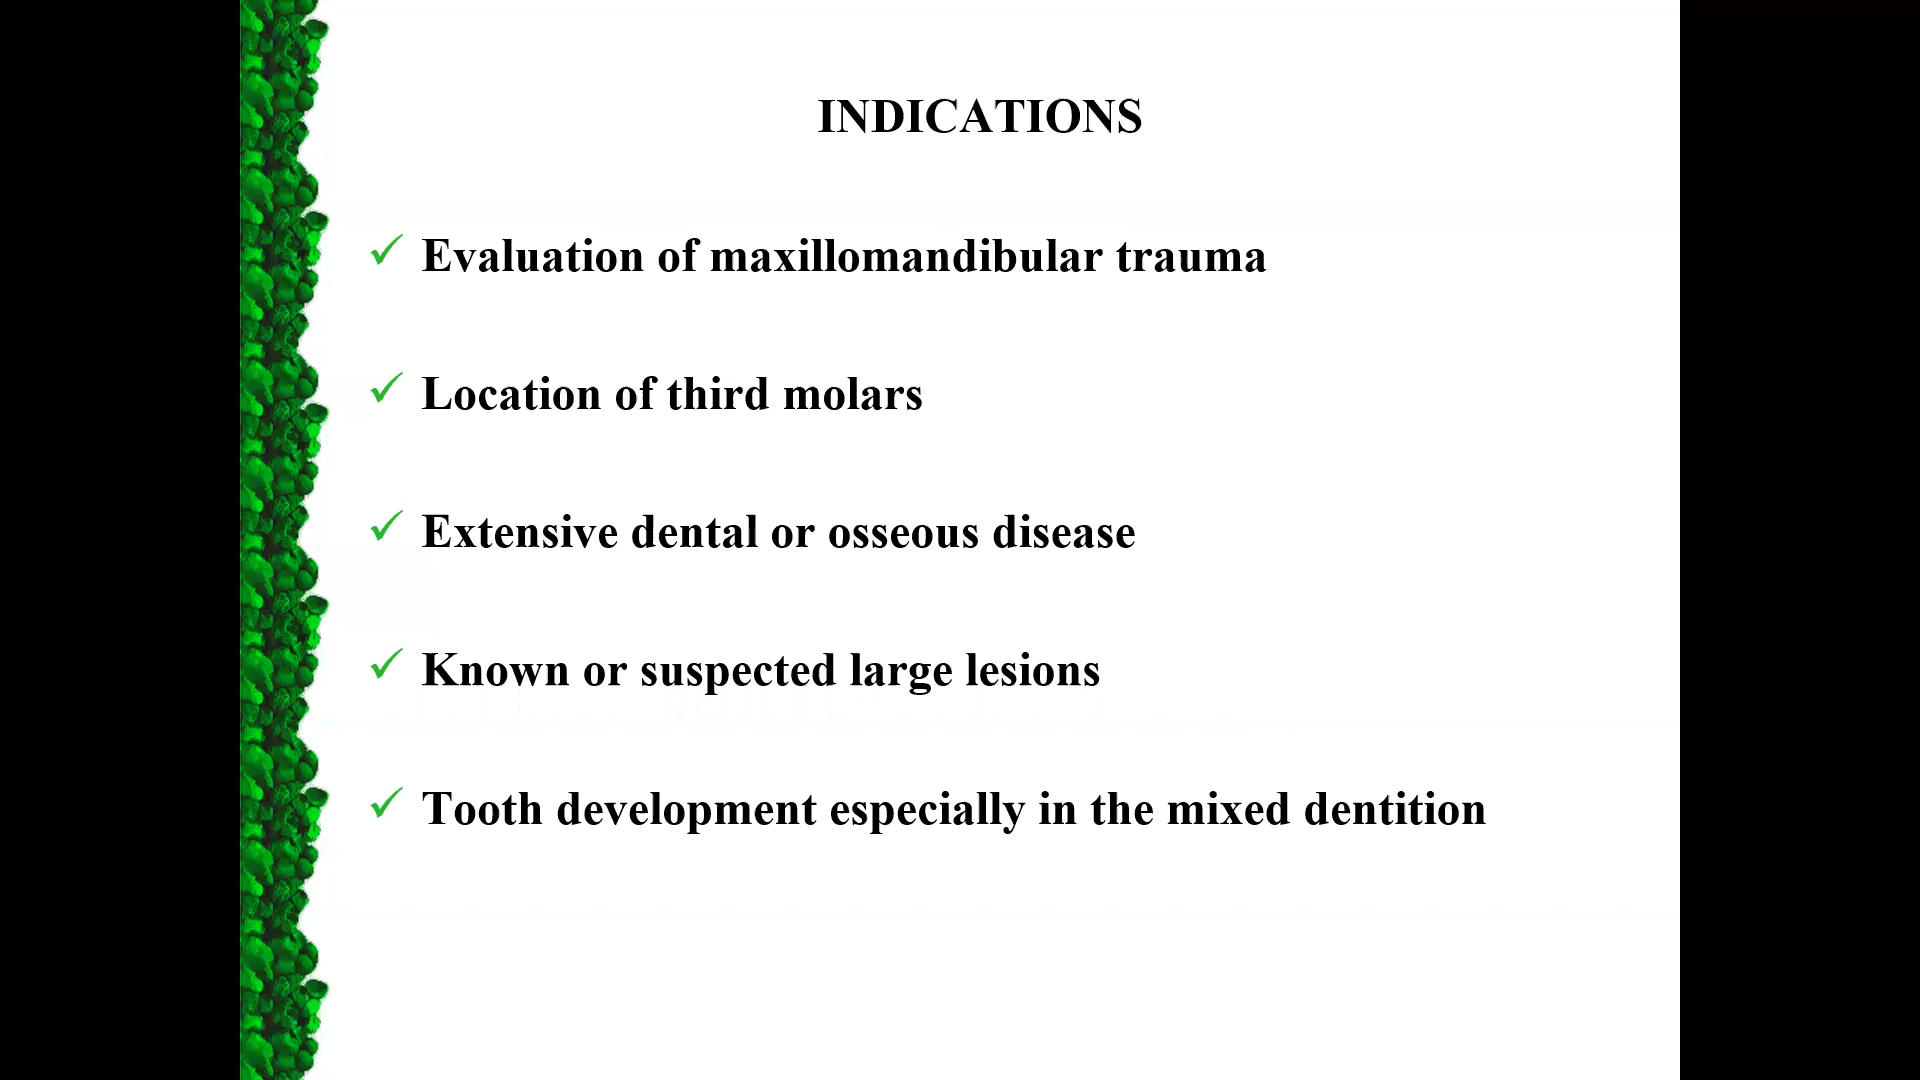 INDICATIONS
✓ Evaluation of maxillomandibular trauma
✓ Location of third molars
✓ Extensive dental or osseous disease
✓ Known or suspected large lesions
✓ Tooth development especially in the mixed dentition